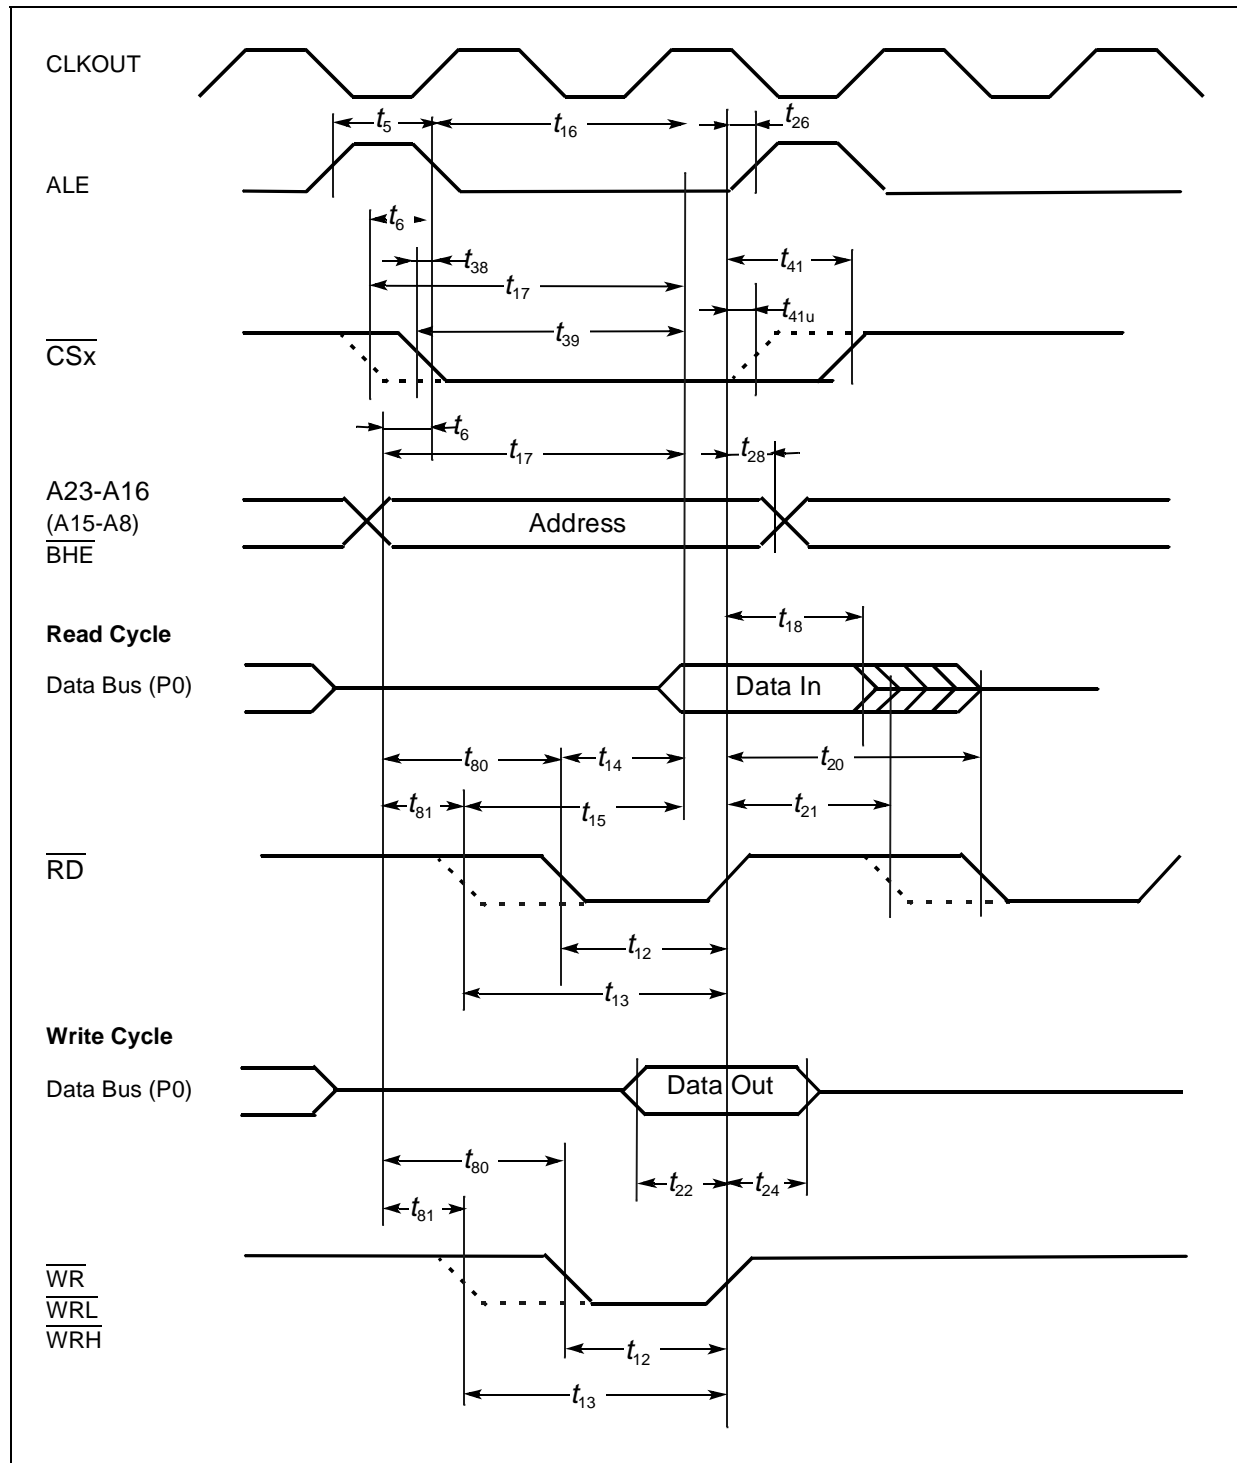 CLKOUT
t5
t16
t26
ALE
t6
t38
t41
t17
t41u
t39
CSx
t6
t17
t28
A23-A16
(A15-A8)
BHE
Address
t18
Read Cycle
Data Bus (P0)
Data In
t80
t14
t20
t81
t15
t21
RD
t12
t13
Write Cycle
Data Bus (P0)
Data Out
t80
t22
t24
t81
WR
WRL
WRH
t12
t13